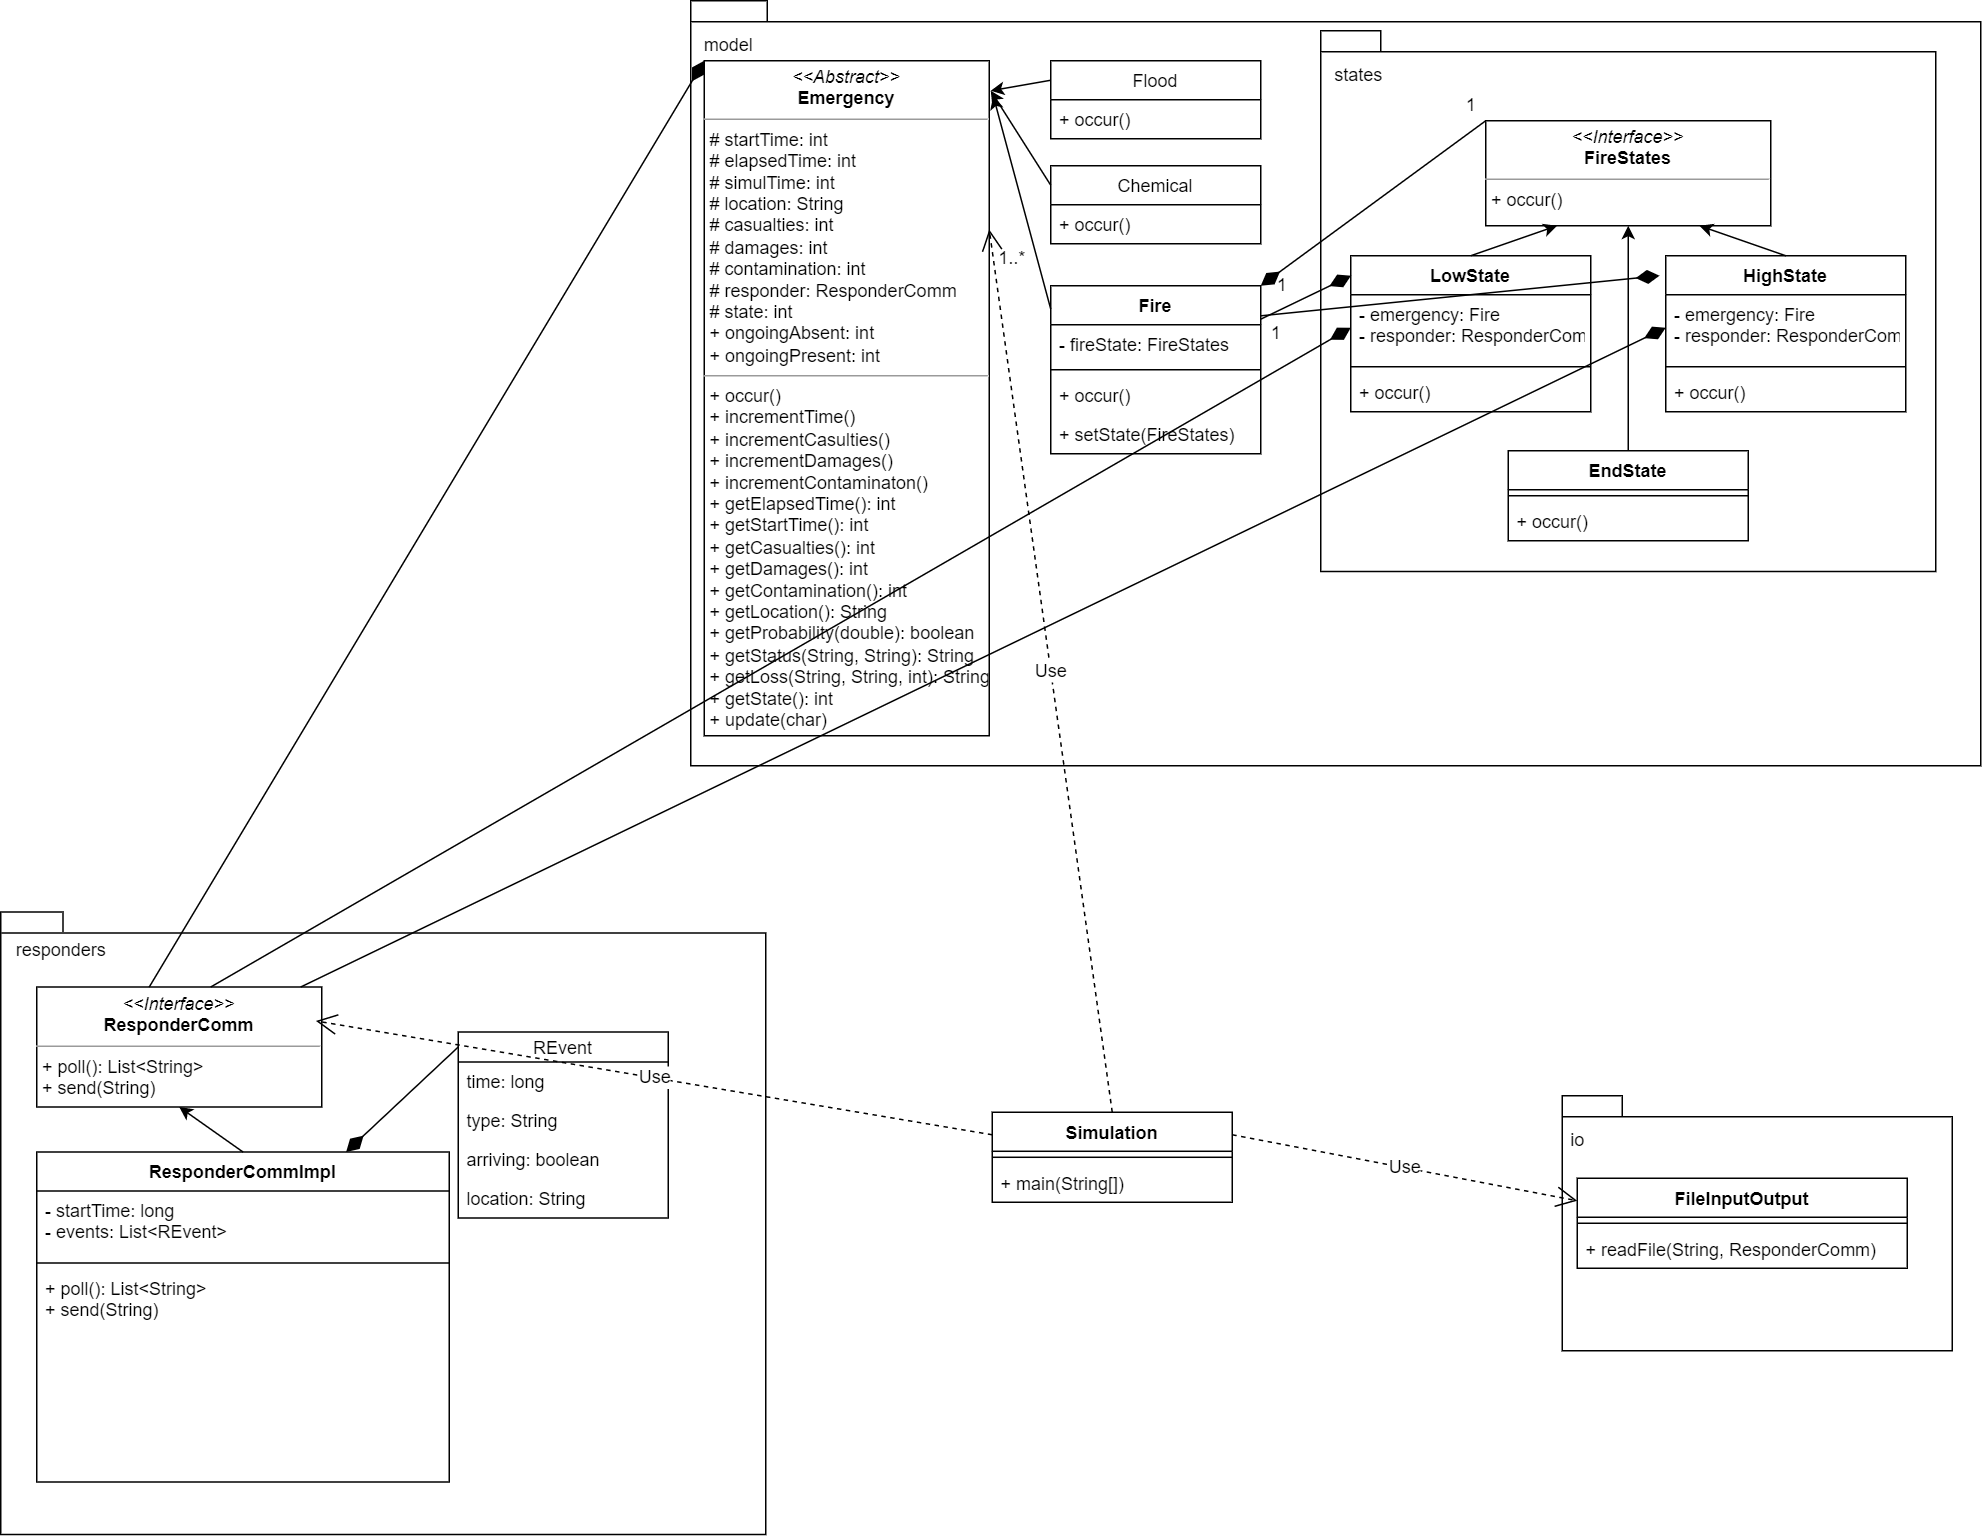 model
<<Abstract>>
Emergency
# startTime: int
# elapsedTime: int
# simulTime: int
# location: String
# casualties: int
# damages: int
# contamination: int
# responder: ResponderComm
# state: int
+ ongoingAbsent: int
+ ongoingPresent: int
+ occur()
+ incrementTime()
+ incrementCasulties()
+ incrementDamages()
+ incrementContaminaton()
+ getElapsedTime(): int
+ getStartTime(): int
+ getCasualties(): int
+ getDamages(): int
+ getContamination(): int
+ getLocation(): String
+ getProbability(double): boolean
+ getStatus(String, String): String
+ getLoss(String, String, int): String
+ getState(): int
+ update(char)
Flood
+ occur()
Chemical
+ occur()
1..*
Fire
- fireState: FireStates
+ occur()
+ setState(FireStates)
1
1
states
1
<<Interface>>
FireStates
+ occur()
LowState
- emergency: Fire
- responder: ResponderCom
+ occur()
HighState
- emergency: Fire
- responder: ResponderCom
+ occur()
EndState
+ occur()
Use
responders
<<Interface>>
ResponderComm
+ poll(): List<String>
+ send(String)
REvent
time: long
type: String
arriving: boolean
location: String
Use
ResponderCommImpl
- startTime: long
- events: List<REvent>
+ poll(): List<String>
+ send(String)
Simulation
+ main(String[])
Use
io
FileInputOutput
+ readFile(String, ResponderComm)